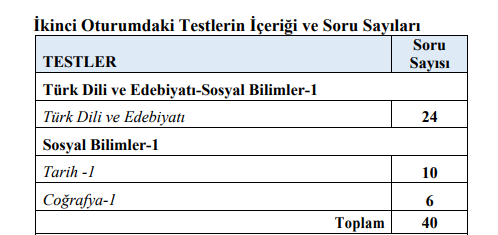 İkinci Oturumdaki Testlerin İçeriği ve Soru Sayıları
TESTLER Soru Sayısı
Türk Dili ve Edebiyatı-Sosyal Bilimler-1
Türk Dili ve Edebiyatı 24
Sosyal Bilimler-1
Tarih -1 10
Coğrafya-1 6
Toplam 40